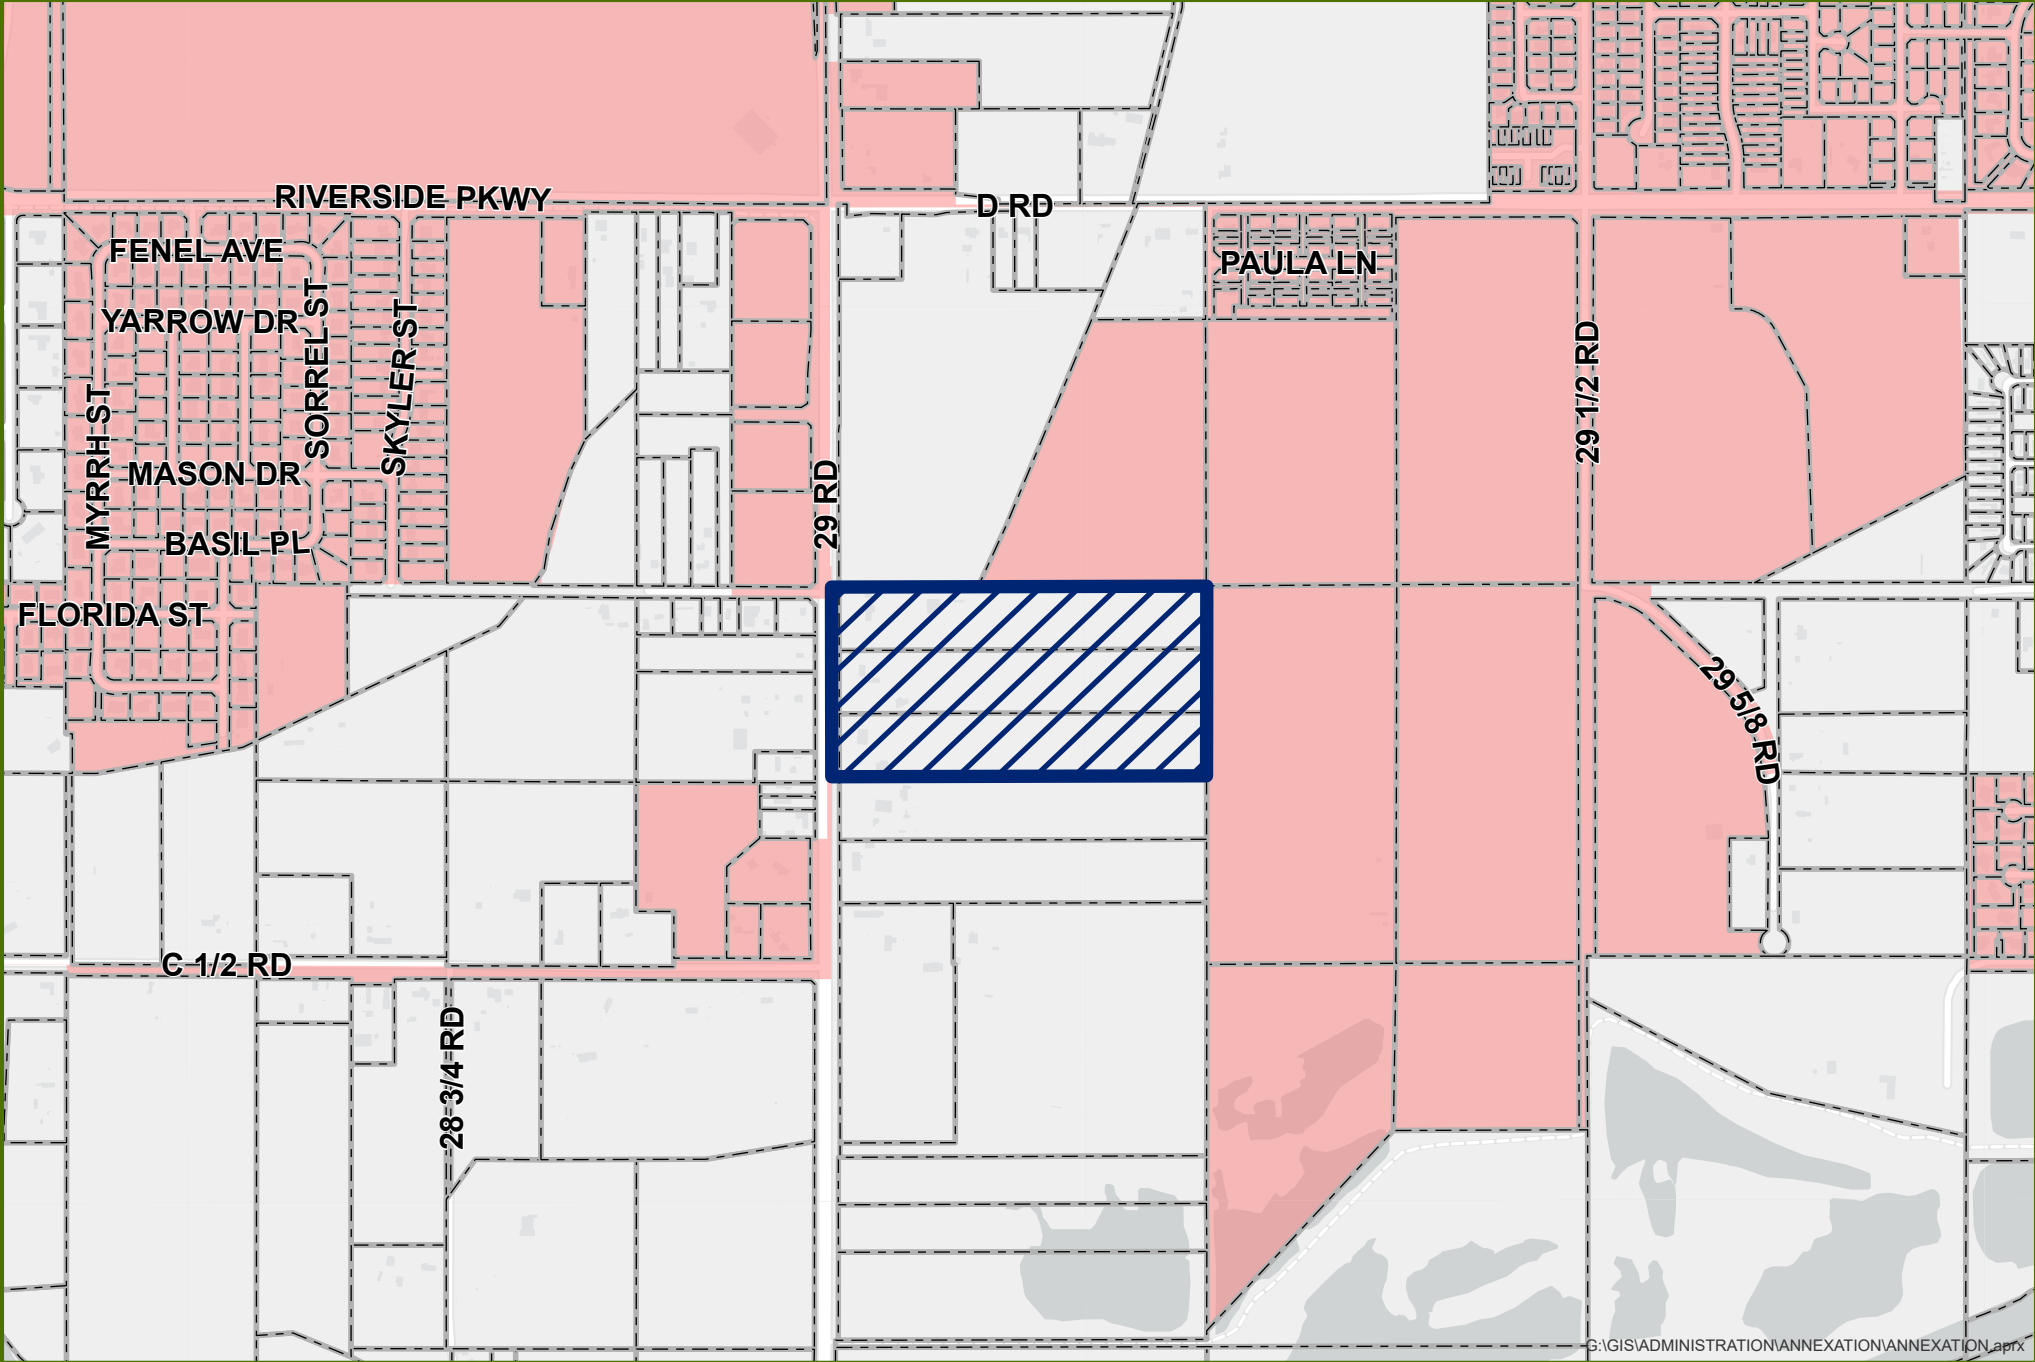 RIVERSIDE PKWY
D RD
FENEL AVE
PAULA LN
YARROW DR
SORREL ST
SKYLER ST
29 1/2 RD
MYRRH ST
MASON DR
29 RD
BASIL PL
FLORIDA ST
29 5/8 RD
C 1/2 RD
28 3/4 RD
G:\GIS\ADMINISTRATION\ANNEXATION\ANNEXATION.aprx